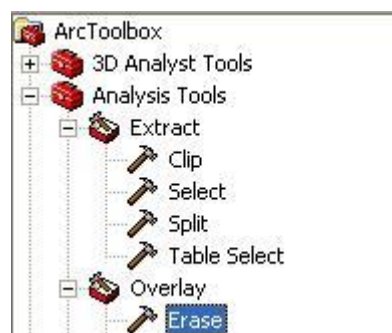 ArcToolbox
3D Analyst Tools
Analysis Tools
Extract
Clip
Select
Split
Table Select
Overlay
Erase